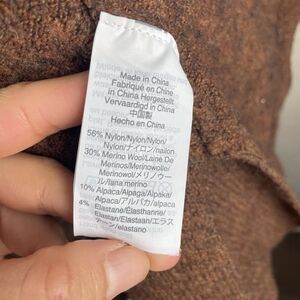 Made in China
Fabriqué en Chine
in China Hergestellt
Vervaardigd in China
中国製
Hecho en China
56% Nylon/Nylon/Nylon/
Nylon/ナイロン/nailon
30% Merino Wool/Laine De
Merinos/Merinowolle/
Merinowol/メリノウー
ル/lana merino
10% Alpaca/Alpaga/Alpaka/
Alpaca/アルパカ/alpaca
4% Elastane/Elasthanne/
Elastan/Elastaan/エラス
タン/elastano